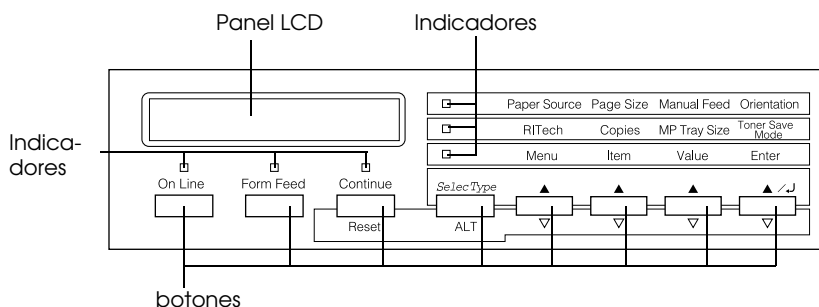 Panel LCD
Indicadores
Paper Source Page Size Manual Feed Orientation
RITech Copies MP Tray Size Toner Save Mode
Menu Item Value Enter
Indica-
dores
On Line Form Feed Continue SelecType
Reset ALT
botones